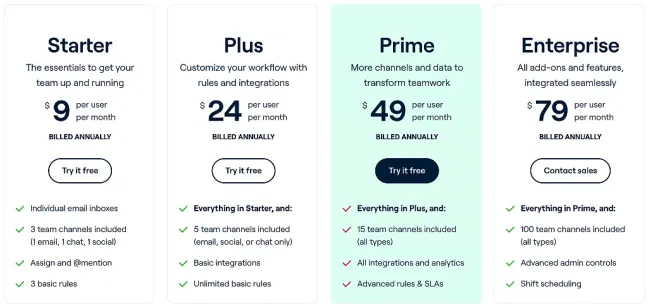 Starter
The essentials to get your
team up and running
$ 9 per user
per month
BILLED ANNUALLY
Try it free
Individual email inboxes
3 team channels included
(1 email, 1 chat, 1 social)
Assign and @mention
3 basic rules
Plus
Customize your workflow with
rules and integrations
$ 24 per user
per month
BILLED ANNUALLY
Try it free
Everything in Starter, and:
5 team channels included
(email, social, or chat only)
Basic integrations
Unlimited basic rules
Prime
More channels and data to
transform teamwork
$ 49 per user
per month
BILLED ANNUALLY
Try it free
Everything in Plus, and:
15 team channels included
(all types)
All integrations and analytics
Advanced rules & SLAs
Enterprise
All add-ons and features,
integrated seamlessly
$ 79 per user
per month
BILLED ANNUALLY
Contact sales
Everything in Prime, and:
100 team channels included
(all types)
Advanced admin controls
Shift scheduling